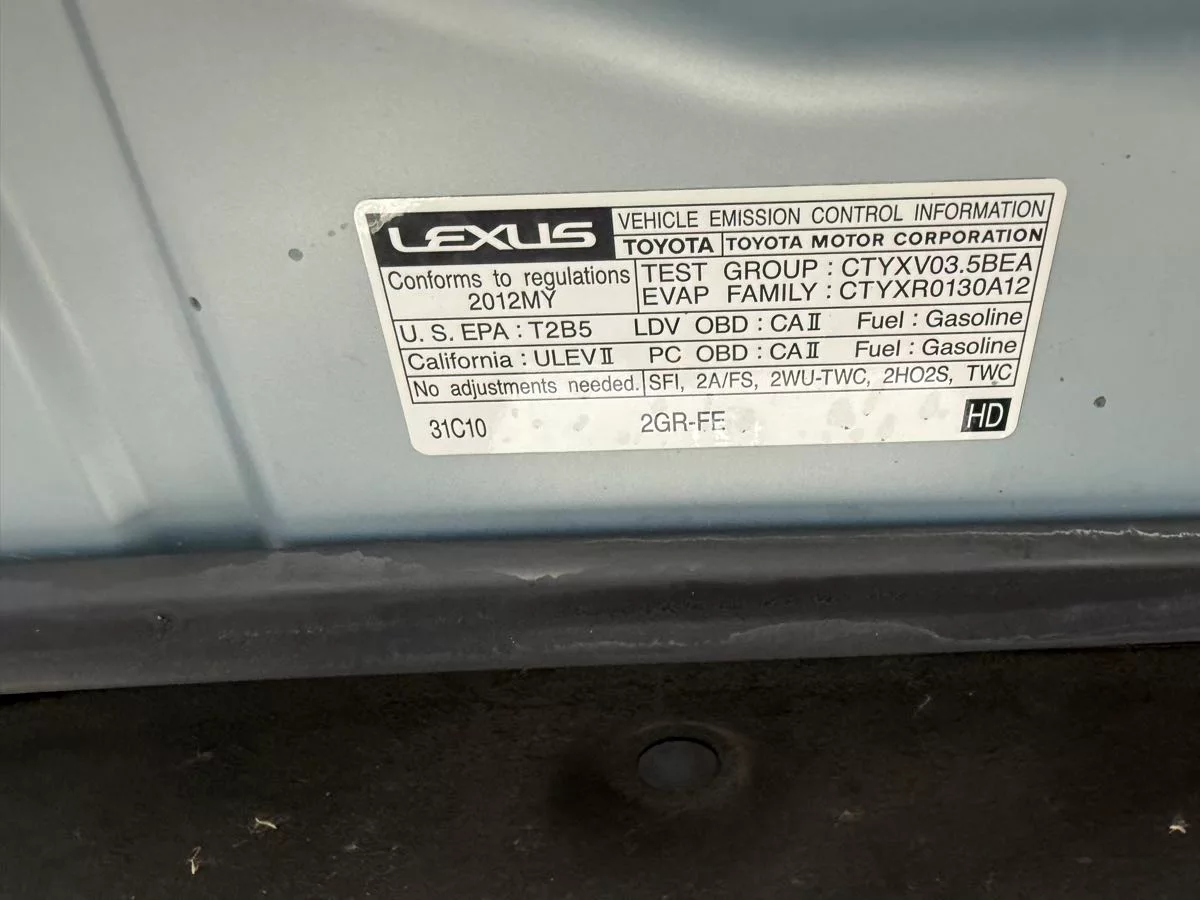 LEXUS VEHICLE EMISSION CONTROL INFORMATION
TOYOTA TOYOTA MOTOR CORPORATION
Conforms to regulations 2012MY
TEST GROUP : CTYXV03.5BEA
EVAP FAMILY : CTYXR0130A12
U.S. EPA : T2B5 LDV OBD : CAⅡ Fuel : Gasoline
California : ULEVⅡ PC OBD : CAⅡ Fuel : Gasoline
No adjustments needed. SFI, 2A/FS, 2WU-TWC, 2HO2S, TWC
31C10 2GR-FE HD